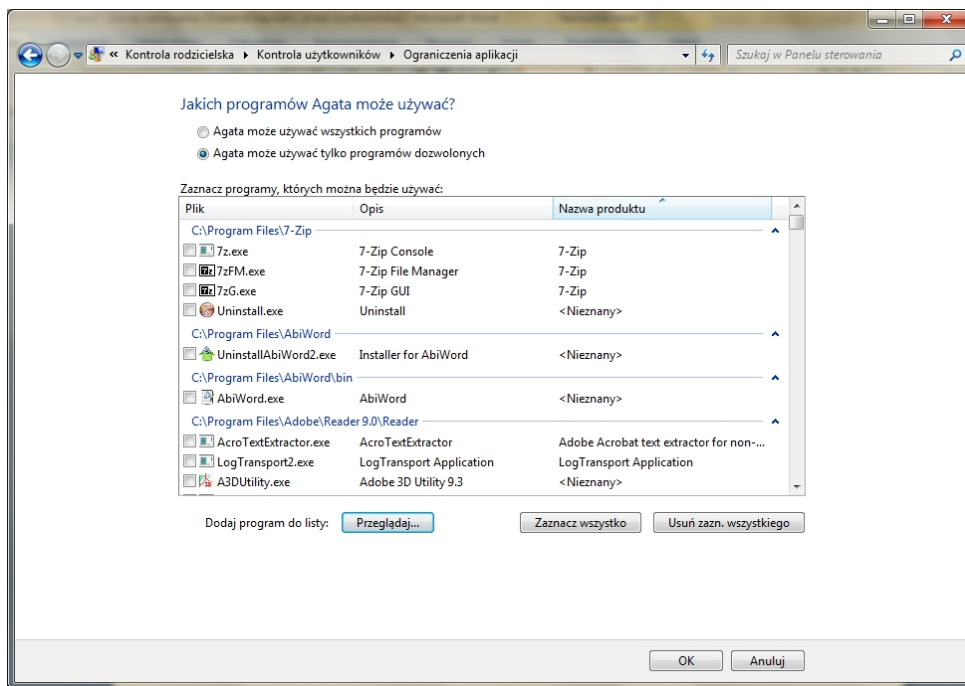 « Kontrola rodzicielska ▸ Kontrola użytkowników ▸ Ograniczenia aplikacji Szukaj w Panelu sterowania
Jakich programów Agata może używać?
Agata może używać wszystkich programów
Agata może używać tylko programów dozwolonych
Zaznacz programy, których można będzie używać:
Plik Opis Nazwa produktu
C:\Program Files\7-Zip
7z.exe 7-Zip Console 7-Zip
7zFM.exe 7-Zip File Manager 7-Zip
7zG.exe 7-Zip GUI 7-Zip
Uninstall.exe Uninstall <Nieznany>
C:\Program Files\AbiWord
UninstallAbiWord2.exe Installer for AbiWord <Nieznany>
C:\Program Files\AbiWord\bin
AbiWord.exe AbiWord <Nieznany>
C:\Program Files\Adobe\Reader 9.0\Reader
AcroTextExtractor.exe AcroTextExtractor Adobe Acrobat text extractor for non-...
LogTransport2.exe LogTransport Application LogTransport Application
A3DUtility.exe Adobe 3D Utility 9.3 <Nieznany>
Dodaj program do listy: Przeglądaj... Zaznacz wszystko Usuń zazn. wszystkiego
OK Anuluj